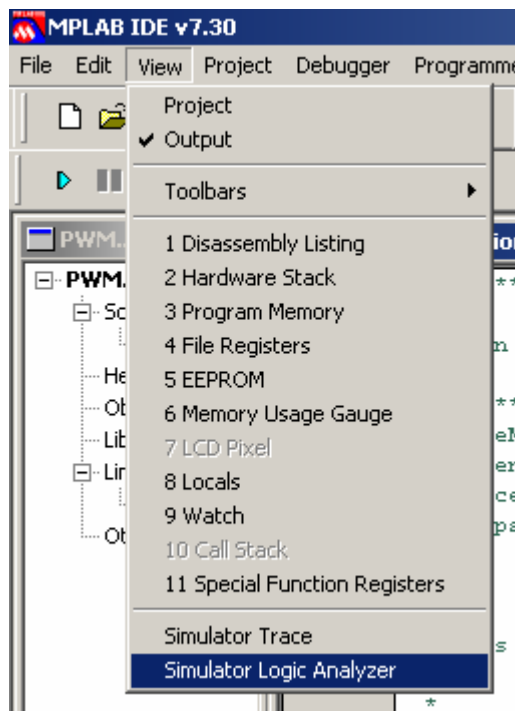 MPLAB IDE v7.30
File Edit View Project Debugger
Project
Output
Toolbars
PWM.
1 Disassembly Listing
PWM.
2 Hardware Stack
3 Program Memory
4 File Registers
5 EEPROM
6 Memory Usage Gauge
7 LCD Pixel
8 Locals
9 Watch
10 Call Stack
11 Special Function Registers
Simulator Trace
Simulator Logic Analyzer
*